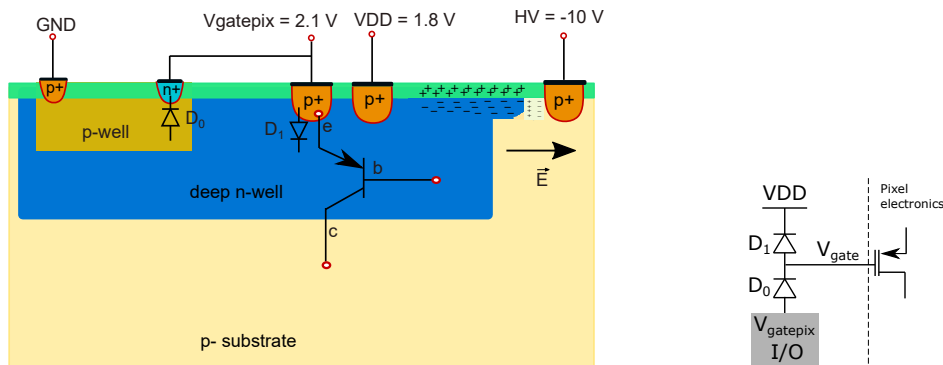 GND
Vgatepix = 2.1 V
VDD = 1.8 V
HV = -10 V
p+
n+
p+
p+
p+
D0
D1
e
p-well
b
E
deep n-well
c
p- substrate
VDD
Pixel
electronics
D1
Vgate
D0
Vgatepix
I/O